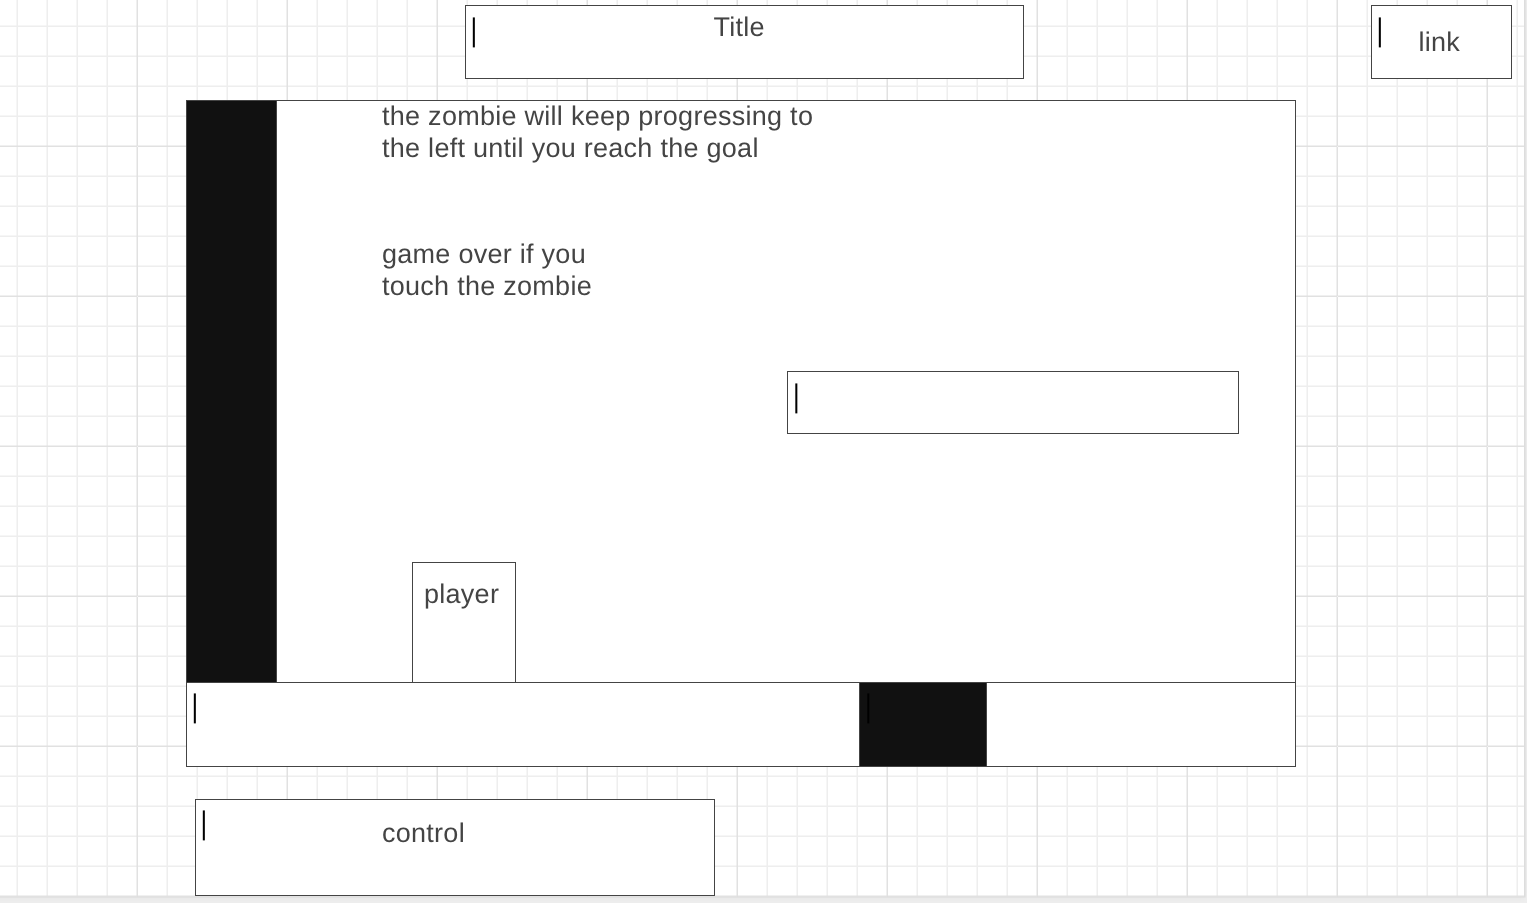 Title
link
the zombie will keep progressing to
the left until you reach the goal
game over if you
touch the zombie
player
control